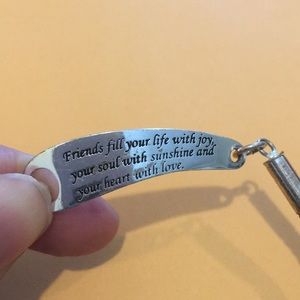 Friends fill your life with joy,
your soul with sunshine and
your heart with love.